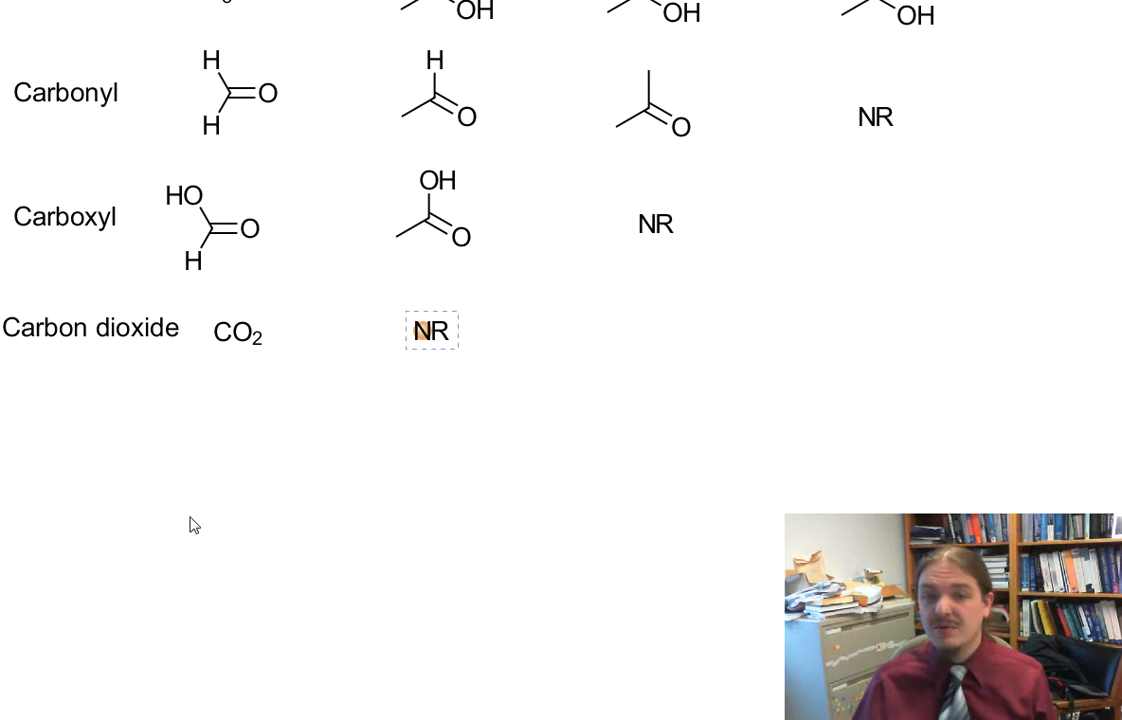 OH OH OH
H H
Carbonyl O O O NR
H
OH
HO
Carboxyl O O NR
H
Carbon dioxide CO₂ NR